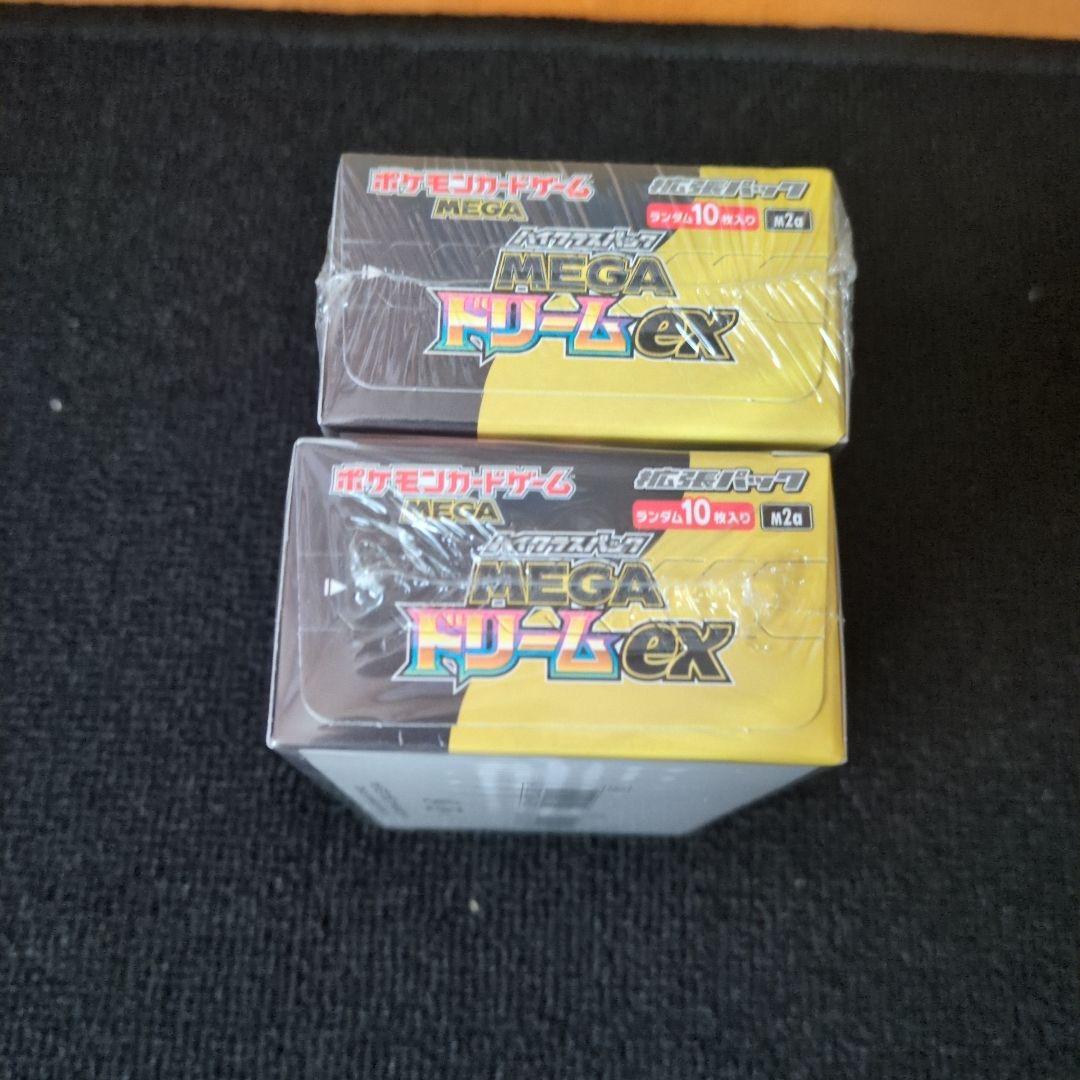 ポケモンカードゲーム
MEGA
拡張パック
ランダム10枚入り M2a
ハイクラスパック
MEGA
ドリームex
ポケモンカードゲーム
MEGA
拡張パック
ランダム10枚入り M2a
ハイクラスパック
MEGA
ドリームex